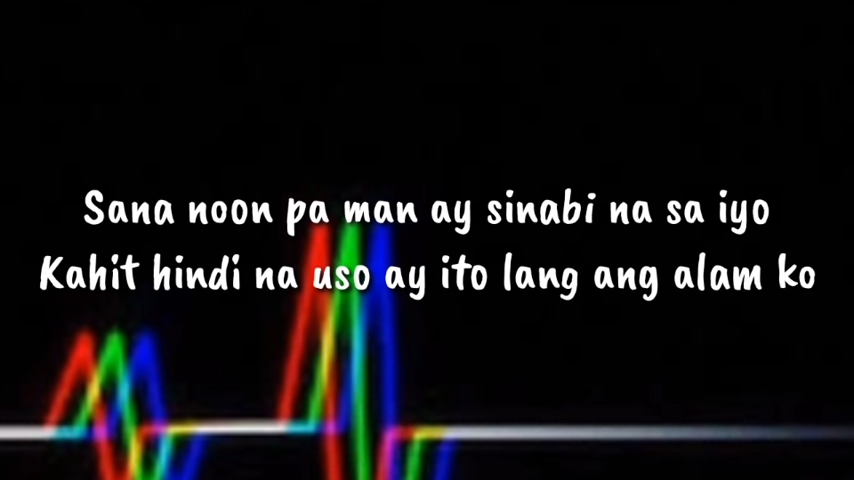 Sana noon pa man ay sinabi na sa iyo
Kahit hindi na uso ay ito lang ang alam ko